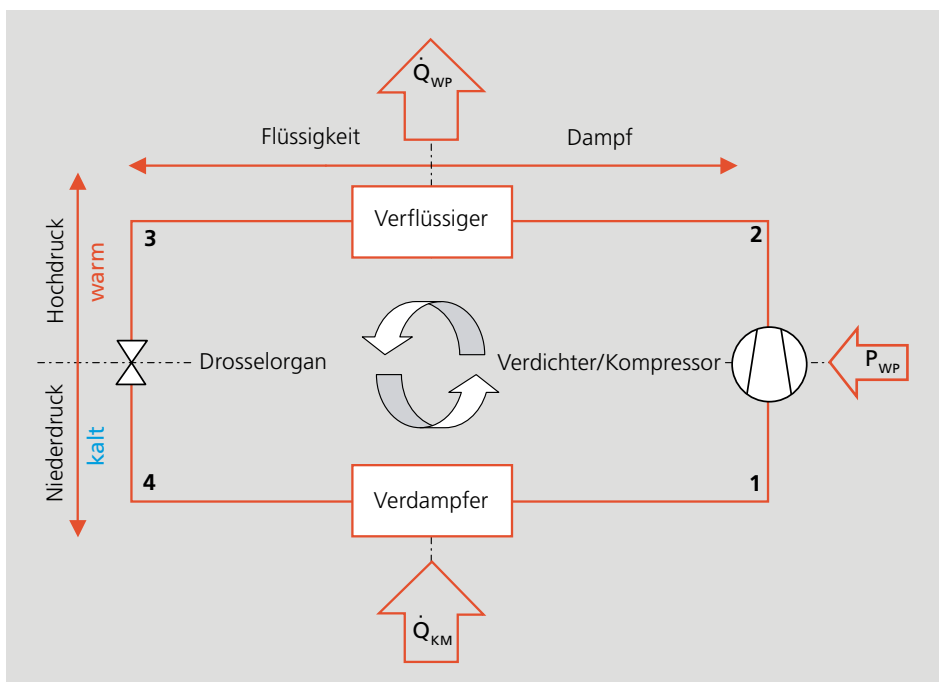 Q̇WP
Flüssigkeit
Dampf
Verflüssiger
3
2
Hochdruck
warm
Drosselorgan
Verdichter/Kompressor
PWP
Niederdruck
kalt
4
Verdampfer
1
Q̇KM